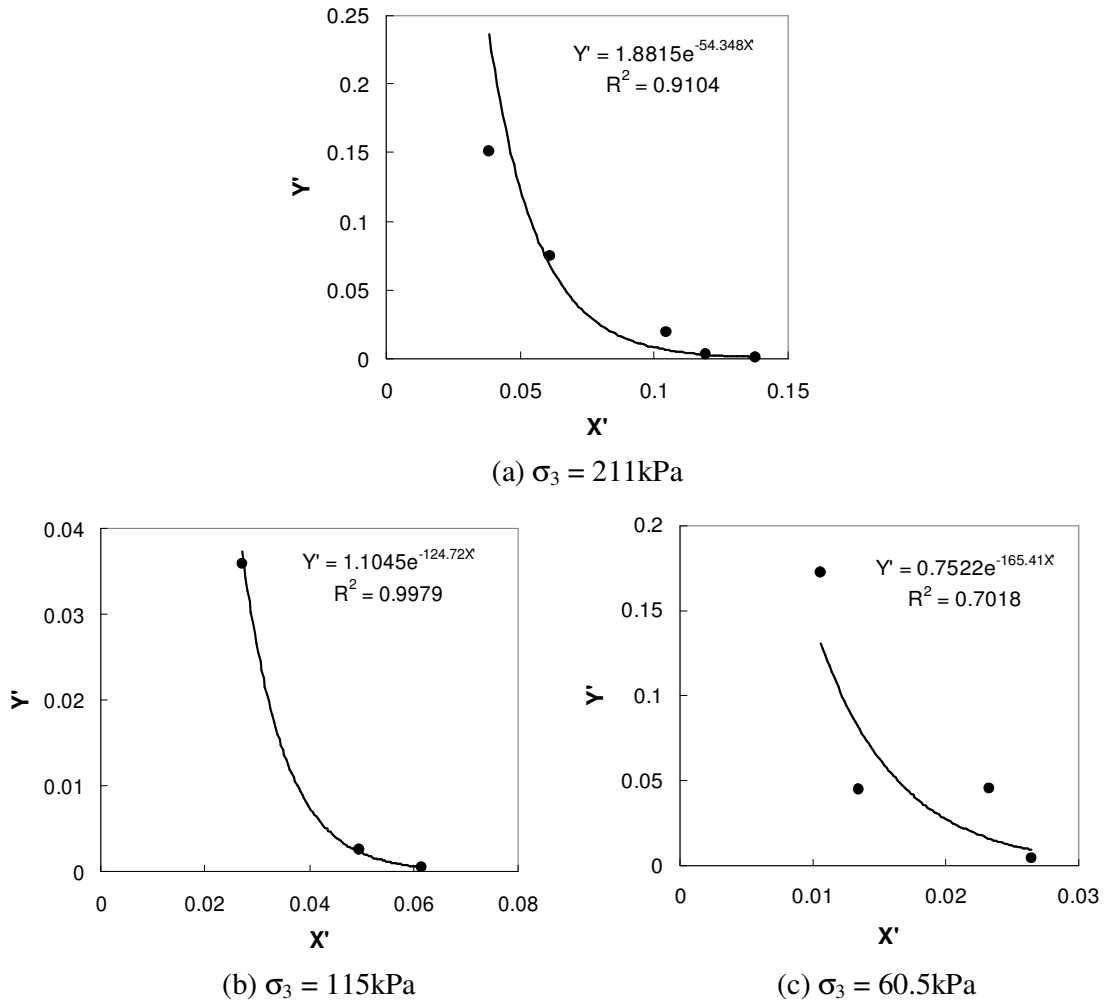 0.25
Y' = 1.8815e^-54.348X'
R² = 0.9104
0.2
0.15
Y'
0.1
0.05
0
0 0.05 0.1 0.15
X'
(a) σ₃ = 211kPa
0.04
Y' = 1.1045e^-124.72X'
R² = 0.9979
0.03
Y'
0.02
0.01
0
0 0.02 0.04 0.06 0.08
X'
(b) σ₃ = 115kPa
0.2
Y' = 0.7522e^-165.41X'
R² = 0.7018
0.15
Y'
0.1
0.05
0
0 0.01 0.02 0.03
X'
(c) σ₃ = 60.5kPa